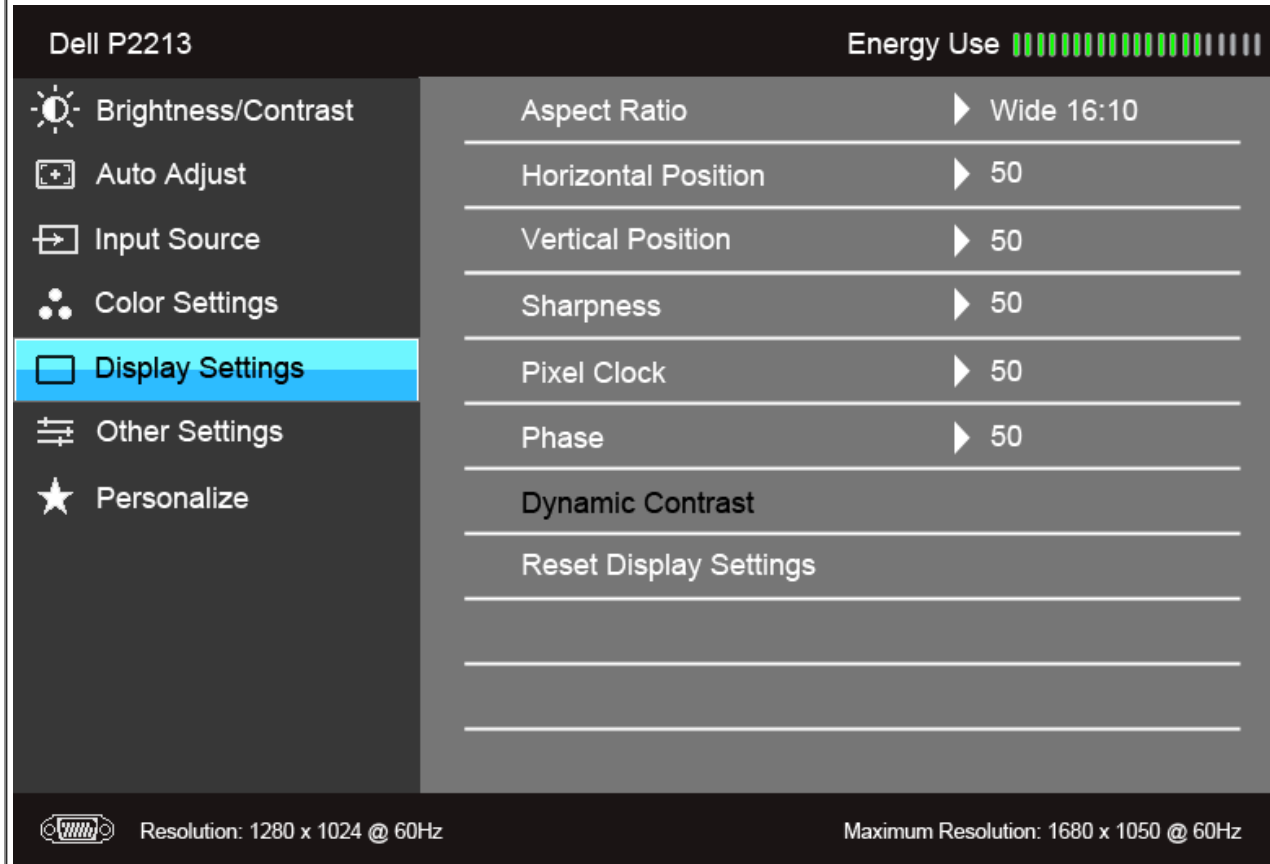 Dell P2213 Energy Use
Brightness/Contrast
Auto Adjust
Input Source
Color Settings
Display Settings
Other Settings
Personalize
Aspect Ratio Wide 16:10
Horizontal Position 50
Vertical Position 50
Sharpness 50
Pixel Clock 50
Phase 50
Dynamic Contrast
Reset Display Settings
Resolution: 1280 x 1024 @ 60Hz Maximum Resolution: 1680 x 1050 @ 60Hz